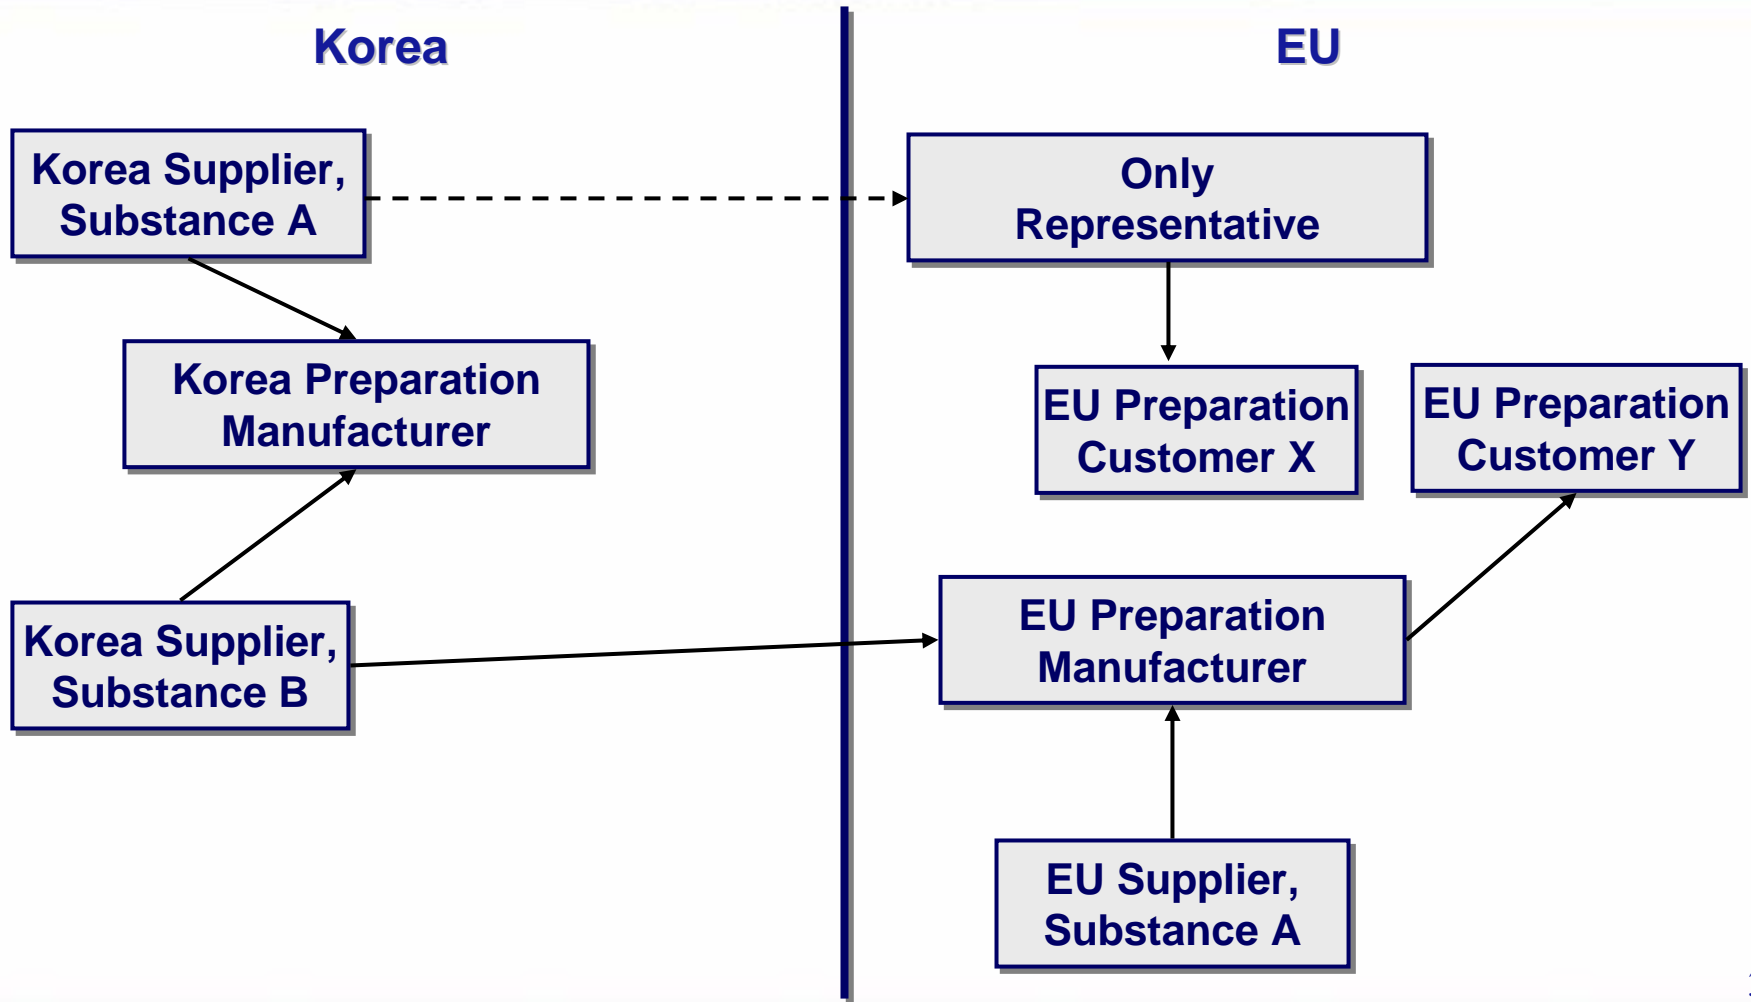 Korea
EU
Korea Supplier,
Substance A
Only
Representative
Korea Preparation
Manufacturer
EU Preparation
Customer X
EU Preparation
Customer Y
Korea Supplier,
Substance B
EU Preparation
Manufacturer
EU Supplier,
Substance A